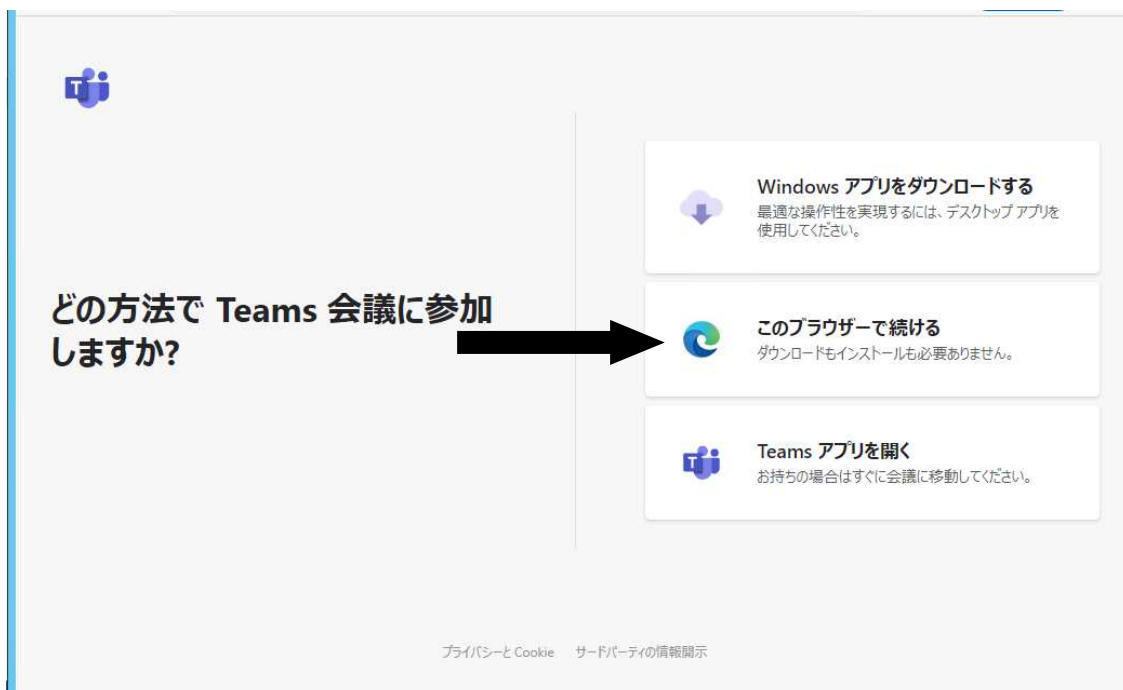 どの方法で Teams 会議に参加
しますか?
Windows アプリをダウンロードする
最適な操作性を実現するには、デスクトップ アプリを
使用してください。
このブラウザーで続ける
ダウンロードもインストールも必要ありません。
Teams アプリを開く
お持ちの場合はすぐに会議に移動してください。
プライバシーと Cookie サードパーティの情報開示